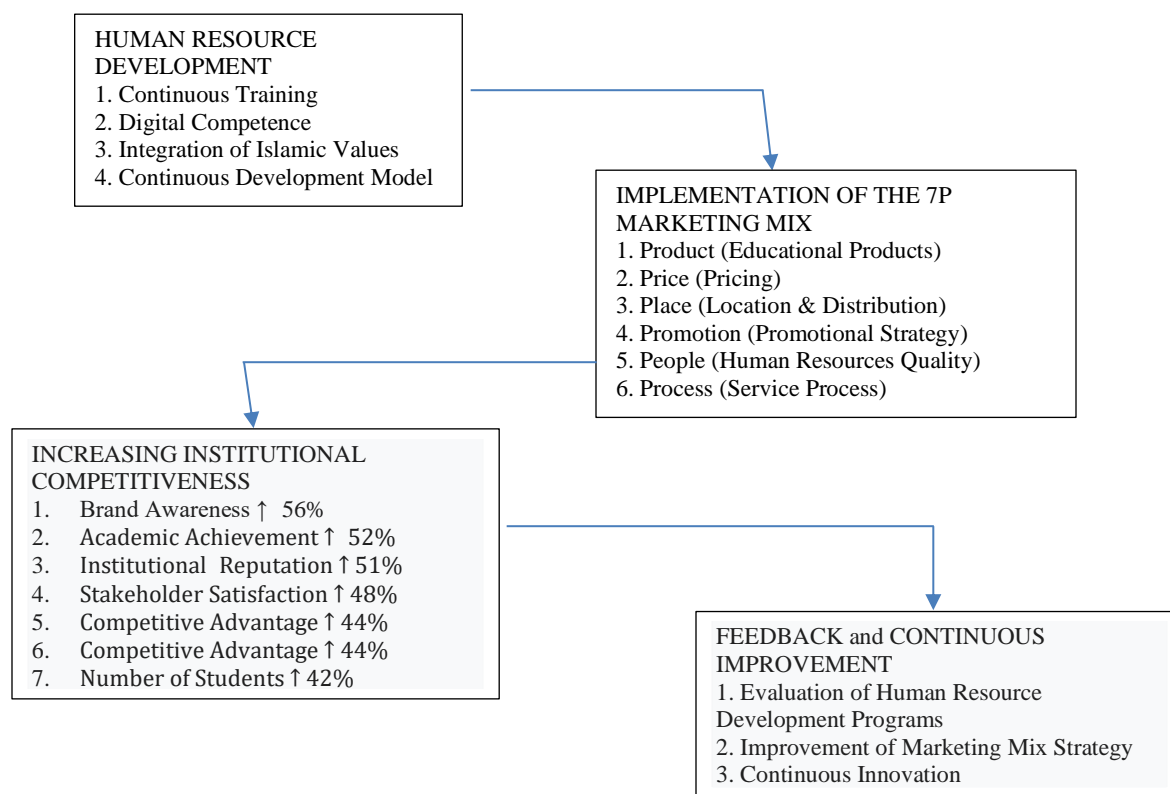 HUMAN RESOURCE
DEVELOPMENT
1. Continuous Training
2. Digital Competence
3. Integration of Islamic Values
4. Continuous Development Model
IMPLEMENTATION OF THE 7P
MARKETING MIX
1. Product (Educational Products)
2. Price (Pricing)
3. Place (Location & Distribution)
4. Promotion (Promotional Strategy)
5. People (Human Resources Quality)
6. Process (Service Process)
INCREASING INSTITUTIONAL
COMPETITIVENESS
1. Brand Awareness ↑ 56%
2. Academic Achievement ↑ 52%
3. Institutional Reputation ↑ 51%
4. Stakeholder Satisfaction ↑ 48%
5. Competitive Advantage ↑ 44%
6. Competitive Advantage ↑ 44%
7. Number of Students ↑ 42%
FEEDBACK and CONTINUOUS
IMPROVEMENT
1. Evaluation of Human Resource
Development Programs
2. Improvement of Marketing Mix Strategy
3. Continuous Innovation